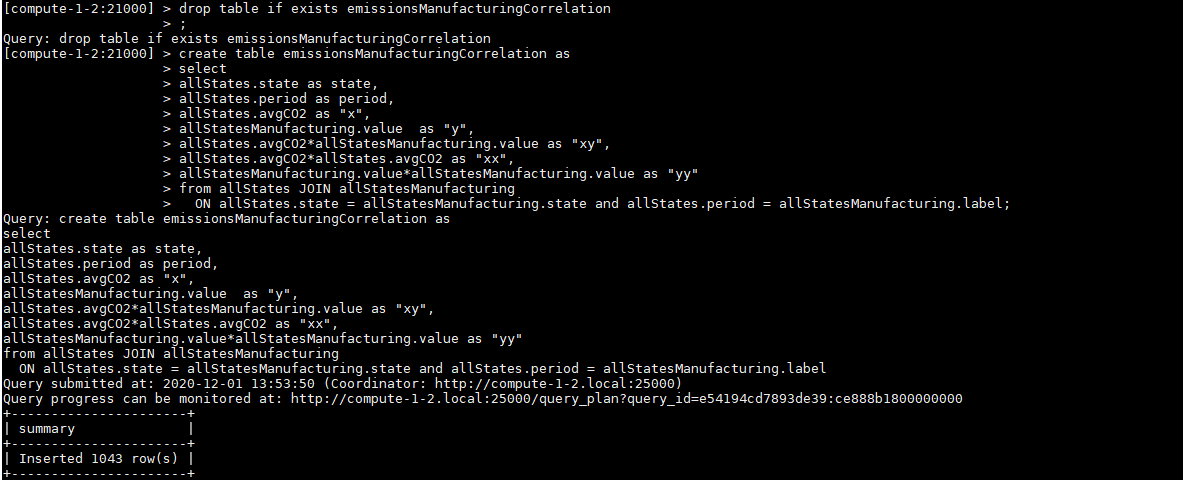 [compute-1-2:21000] > drop table if exists emissionsManufacturingCorrelation
                    > ;
Query: drop table if exists emissionsManufacturingCorrelation
[compute-1-2:21000] > create table emissionsManufacturingCorrelation as
                    > select
                    > allStates.state as state,
                    > allStates.period as period,
                    > allStates.avgCO2 as "x",
                    > allStatesManufacturing.value  as "y",
                    > allStates.avgCO2*allStatesManufacturing.value as "xy",
                    > allStates.avgCO2*allStates.avgCO2 as "xx",
                    > allStatesManufacturing.value*allStatesManufacturing.value as "yy"
                    > from allStates JOIN allStatesManufacturing
                    >   ON allStates.state = allStatesManufacturing.state and allStates.period = allStatesManufacturing.label;
Query: create table emissionsManufacturingCorrelation as
select
allStates.state as state,
allStates.period as period,
allStates.avgCO2 as "x",
allStatesManufacturing.value  as "y",
allStates.avgCO2*allStatesManufacturing.value as "xy",
allStates.avgCO2*allStates.avgCO2 as "xx",
allStatesManufacturing.value*allStatesManufacturing.value as "yy"
from allStates JOIN allStatesManufacturing
  ON allStates.state = allStatesManufacturing.state and allStates.period = allStatesManufacturing.label
Query submitted at: 2020-12-01 13:53:50 (Coordinator: http://compute-1-2.local:25000)
Query progress can be monitored at: http://compute-1-2.local:25000/query_plan?query_id=e54194cd7893de39:ce888b1800000000
+----------------------+
| summary              |
+----------------------+
| Inserted 1043 row(s) |
+----------------------+